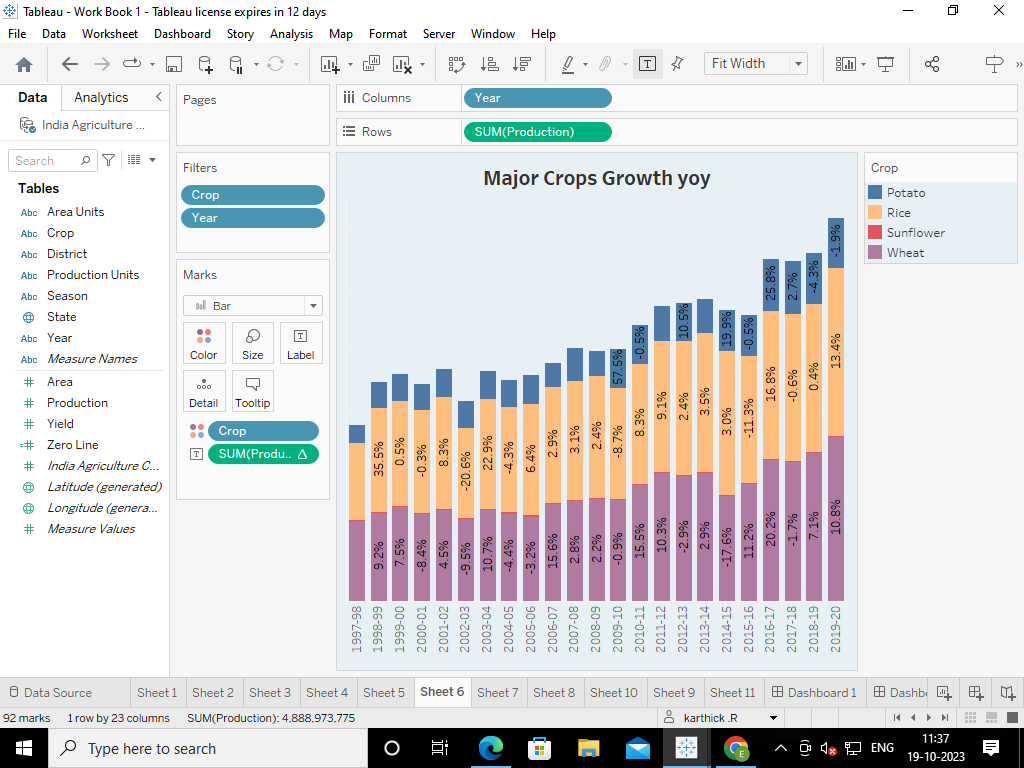 Tableau - Work Book 1 - Tableau license expires in 12 days
File Data Worksheet Dashboard Story Analysis Map Format Server Window Help
Fit Width
Data Analytics
India Agriculture ...
Search
Tables
Abc Area Units
Abc Crop
Abc District
Abc Production Units
Abc Season
State
Abc Year
Abc Measure Names
Area
Production
Yield
Zero Line
India Agriculture C...
Latitude (generated)
Longitude (genera...
Measure Values
Pages
Filters
Crop
Year
Marks
Bar
Color Size Label
Detail Tooltip
Crop
SUM(Produ..
Columns Year
Rows SUM(Production)
Major Crops Growth yoy
57.5% -0.5% 10.5% 19.9% -0.5% 25.8% 2.7% -4.3% -1.9%
35.5% 0.5% -0.3% 8.3% -20.6% 22.9% -4.3% 6.4% 2.9% 3.1% 2.4% -8.7% 8.3% 9.1% 2.4% 3.5% 3.0% -11.3% 16.8% -0.6% 0.4% 13.4%
9.2% 7.5% -8.4% 4.5% -9.5% 10.7% -4.4% -3.2% 15.6% 2.8% 2.2% -0.9% 15.5% 10.3% -2.9% 2.9% -17.6% 11.2% 20.2% -1.7% 7.1% 10.8%
1997-98 1998-99 1999-00 2000-01 2001-02 2002-03 2003-04 2004-05 2005-06 2006-07 2007-08 2008-09 2009-10 2010-11 2011-12 2012-13 2013-14 2014-15 2015-16 2016-17 2017-18 2018-19 2019-20
Crop
Potato
Rice
Sunflower
Wheat
Data Source Sheet 1 Sheet 2 Sheet 3 Sheet 4 Sheet 5 Sheet 6 Sheet 7 Sheet 8 Sheet 10 Sheet 9 Sheet 11 Dashboard 1 Dashb
92 marks 1 row by 23 columns SUM(Production): 4,888,973,775 karthick .R
Type here to search
E
ENG
11:37
19-10-2023